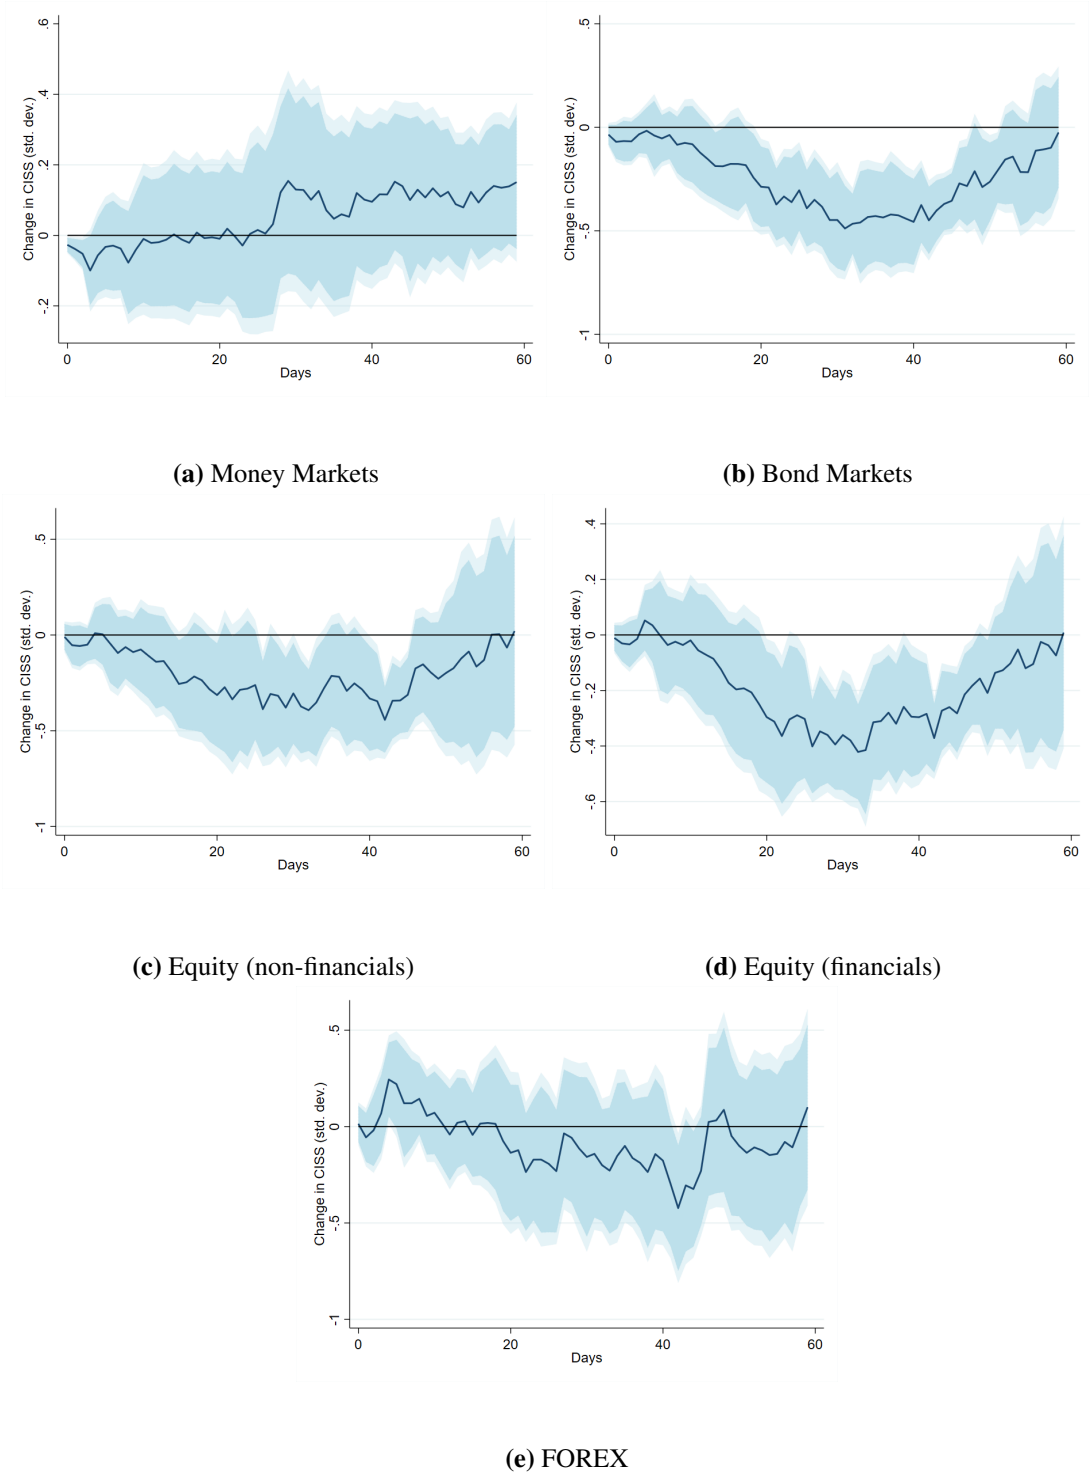 Change in CISS (std. dev.)
.6
.4
.2
0
-.2
0 20 40 60
Days
(a) Money Markets
Change in CISS (std. dev.)
.5
0
-.5
-1
0 20 40 60
Days
(b) Bond Markets
Change in CISS (std. dev.)
.5
0
-.5
-1
0 20 40 60
Days
(c) Equity (non-financials)
Change in CISS (std. dev.)
.4
.2
0
-.2
-.4
-.6
0 20 40 60
Days
(d) Equity (financials)
Change in CISS (std. dev.)
.5
0
-.5
-1
0 20 40 60
Days
(e) FOREX